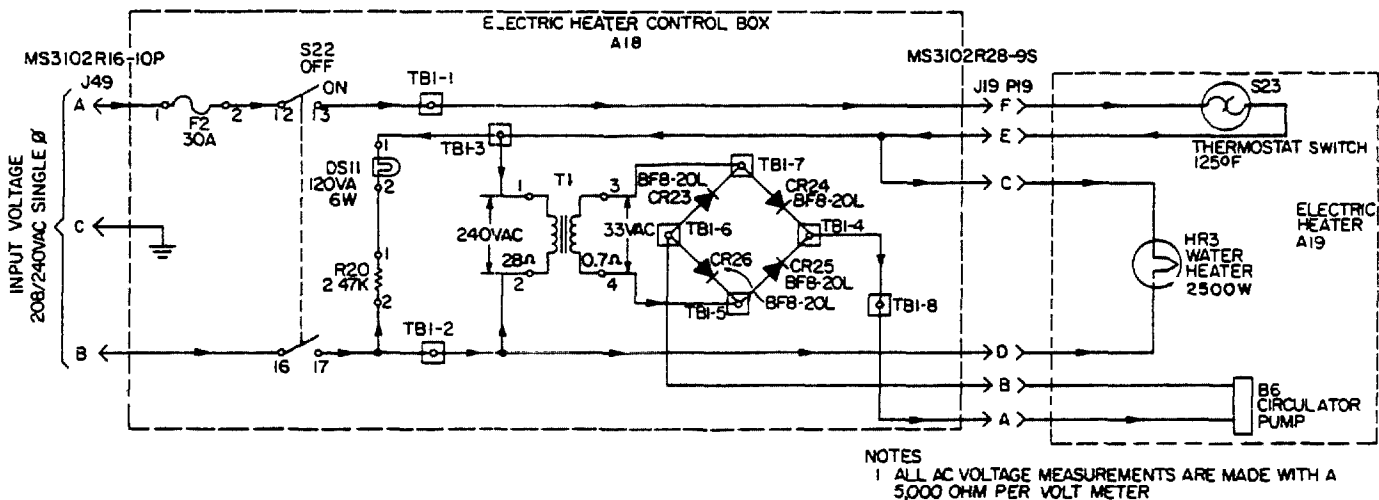 ELECTRIC HEATER CONTROL BOX
A18
MS3102R16-10P
J49
S22
OFF
ON
TB1-1
MS3102R28-9S
J19 P19
S23
A
1
F2
30A
2
12
13
F
THERMOSTAT SWITCH
125ºF
INPUT VOLTAGE
208/240VAC SINGLE Ø
TB1-3
E
1
DS11
120VA
6W
2
C
1
T1
3
240VAC
33VAC
28Ω
2
0.7Ω
4
TB1-7
BF8-20L
CR23
CR24
BF8-20L
TB1-6
TB1-4
CR26
CR25
BF8-20L
BF8-20L
TB1-5
TB1-8
ELECTRIC
HEATER
A19
HR3
WATER
HEATER
2500W
C
1
R20
2.47K
2
B
16
17
TB1-2
D
B
A
B6
CIRCULATOR
PUMP
NOTES
1 ALL AC VOLTAGE MEASUREMENTS ARE MADE WITH A
5,000 OHM PER VOLT METER